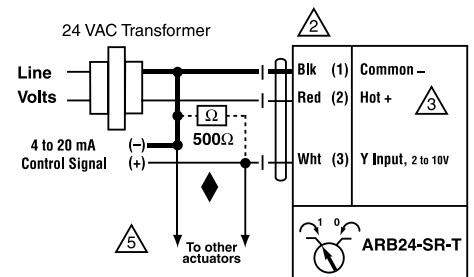 24 VAC Transformer
2
Line
Volts
Blk (1) Common –
Red (2) Hot +
3
Ω
500Ω
4 to 20 mA
Control Signal
(–)
(+)
Wht (3) Y Input, 2 to 10V
5
To other
actuators
1 0
ARB24-SR-T